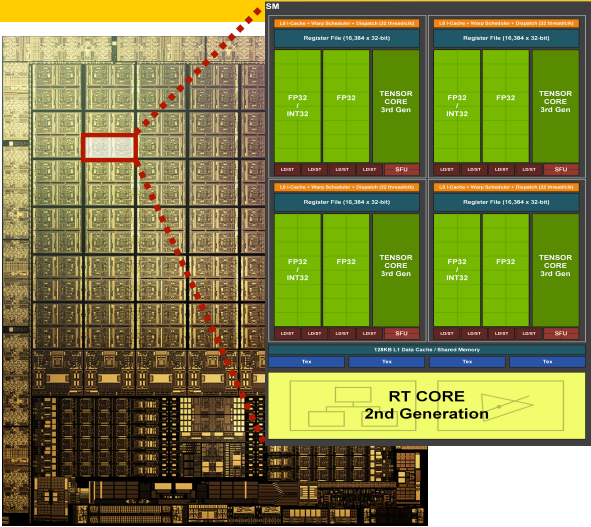 SM
L0 i-Cache + Warp Scheduler + Dispatch (32 thread/clk)
Register File (16,384 x 32-bit)
FP32
/
INT32
FP32
TENSOR
CORE
3rd Gen
LD/ST LD/ST LD/ST LD/ST SFU
L0 i-Cache + Warp Scheduler + Dispatch (32 thread/clk)
Register File (16,384 x 32-bit)
FP32
/
INT32
FP32
TENSOR
CORE
3rd Gen
LD/ST LD/ST LD/ST LD/ST SFU
L0 i-Cache + Warp Scheduler + Dispatch (32 thread/clk)
Register File (16,384 x 32-bit)
FP32
/
INT32
FP32
TENSOR
CORE
3rd Gen
LD/ST LD/ST LD/ST LD/ST SFU
L0 i-Cache + Warp Scheduler + Dispatch (32 thread/clk)
Register File (16,384 x 32-bit)
FP32
/
INT32
FP32
TENSOR
CORE
3rd Gen
LD/ST LD/ST LD/ST LD/ST SFU
128KB L1 Data Cache / Shared Memory
Tex Tex Tex Tex
RT CORE
2nd Generation